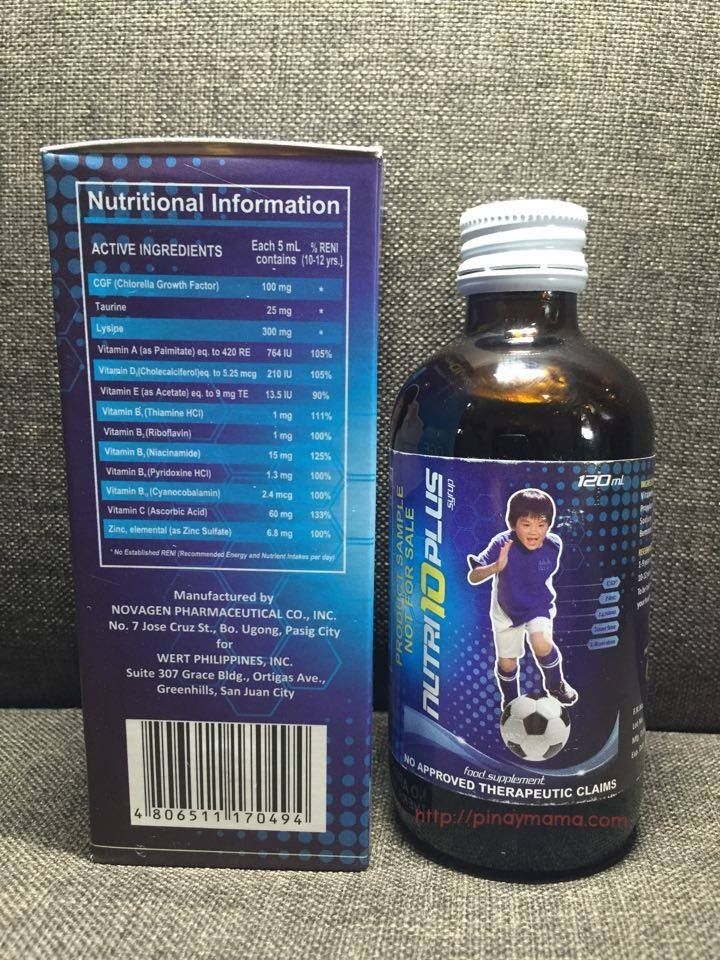 Nutritional Information
ACTIVE INGREDIENTS Each 5 mL contains % RENI (10-12 yrs.)
CGF (Chlorella Growth Factor) 100 mg *
Taurine 25 mg *
Lysine 300 mg *
Vitamin A (as Palmitate) eq. to 420 RE 764 IU 105%
Vitamin D₃(Cholecalciferol)eq. to 5.25 mcg 210 IU 105%
Vitamin E (as Acetate) eq. to 9 mg TE 13.5 IU 90%
Vitamin B₁ (Thiamine HCl) 1 mg 111%
Vitamin B₂ (Riboflavin) 1 mg 100%
Vitamin B₃ (Niacinamide) 15 mg 125%
Vitamin B₆ (Pyridoxine HCl) 1.3 mg 100%
Vitamin B₁₂ (Cyanocobalamin) 2.4 mcg 100%
Vitamin C (Ascorbic Acid) 60 mg 133%
Zinc, elemental (as Zinc Sulfate) 6.8 mg 100%
* No Established RENI (Recommended Energy and Nutrient Intakes per day)
Manufactured by
NOVAGEN PHARMACEUTICAL CO., INC.
No. 7 Jose Cruz St., Bo. Ugong, Pasig City
for
WERT PHILIPPINES, INC.
Suite 307 Grace Bldg., Ortigas Ave.,
Greenhills, San Juan City
4 806511 170494
120 mL
PRODUCT SAMPLE
NOT FOR SALE
NUTRI10PLUS
syrup
food supplement
NO APPROVED THERAPEUTIC CLAIMS
http://pinaymama.com